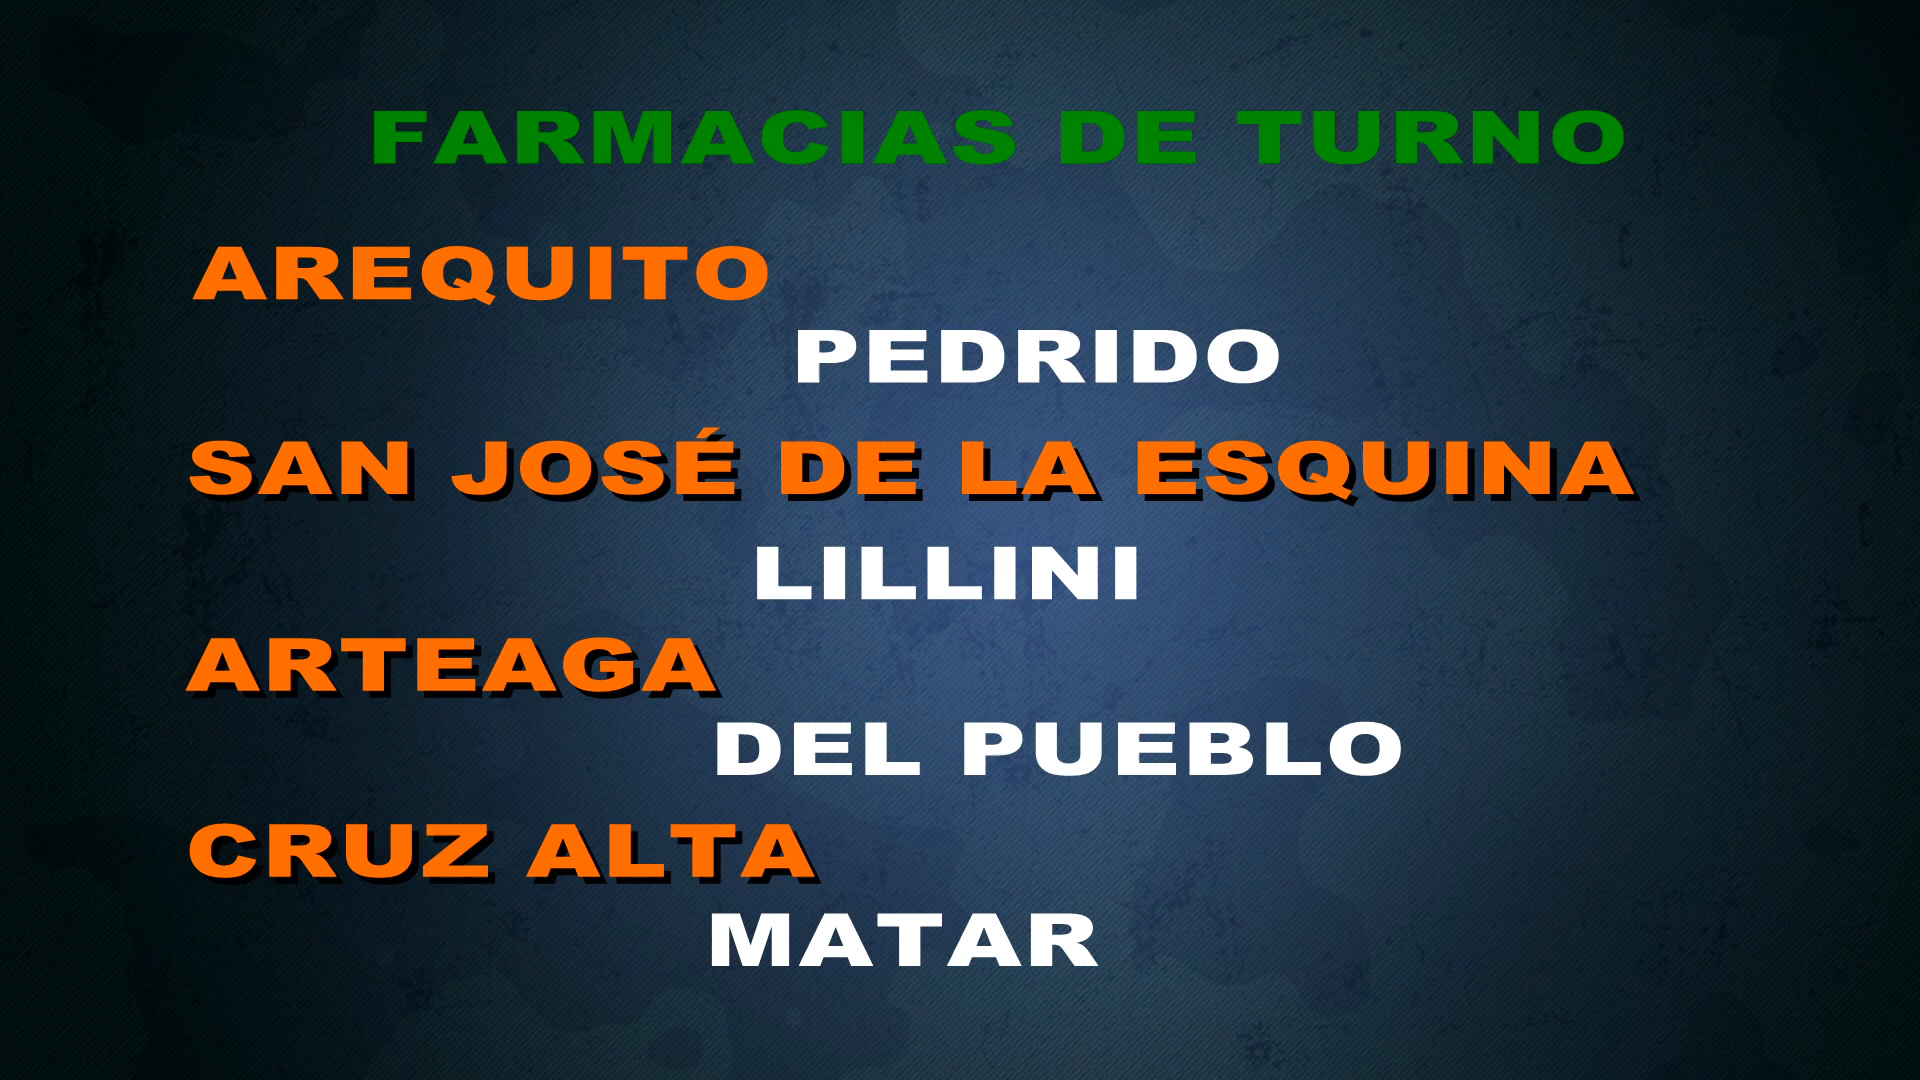 FARMACIAS DE TURNO
AREQUITO
PEDRIDO
SAN JOSÉ DE LA ESQUINA
LILLINI
ARTEAGA
DEL PUEBLO
CRUZ ALTA
MATAR